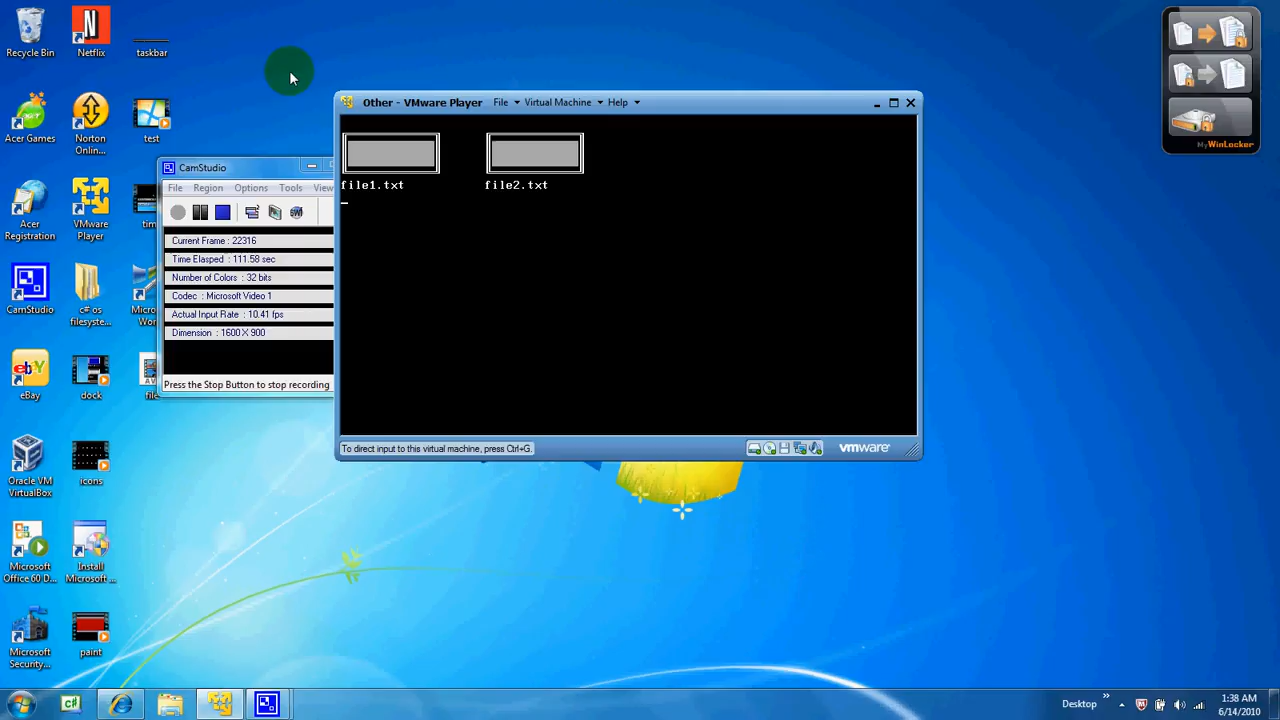 Recycle Bin
Netflix
taskbar
Acer Games
Norton
Online...
test
Acer
Registration
VMware
Player
tim
CamStudio
c# os
filesyste...
Micro
Wor
eBay
dock
file
Oracle VM
VirtualBox
icons
Microsoft
Office 60 D...
Install
Microsoft ...
Microsoft
Security...
paint
CamStudio
File Region Options Tools View
Current Frame : 22316
Time Elasped : 111.58 sec
Number of Colors : 32 bits
Codec : Microsoft Video 1
Actual Input Rate : 10.41 fps
Dimension : 1600 X 900
Press the Stop Button to stop recording
Other - VMware Player File Virtual Machine Help
file1.txt file2.txt
To direct input to this virtual machine, press Ctrl+G.
vmware
MyWinLocker
Desktop
1:38 AM
6/14/2010